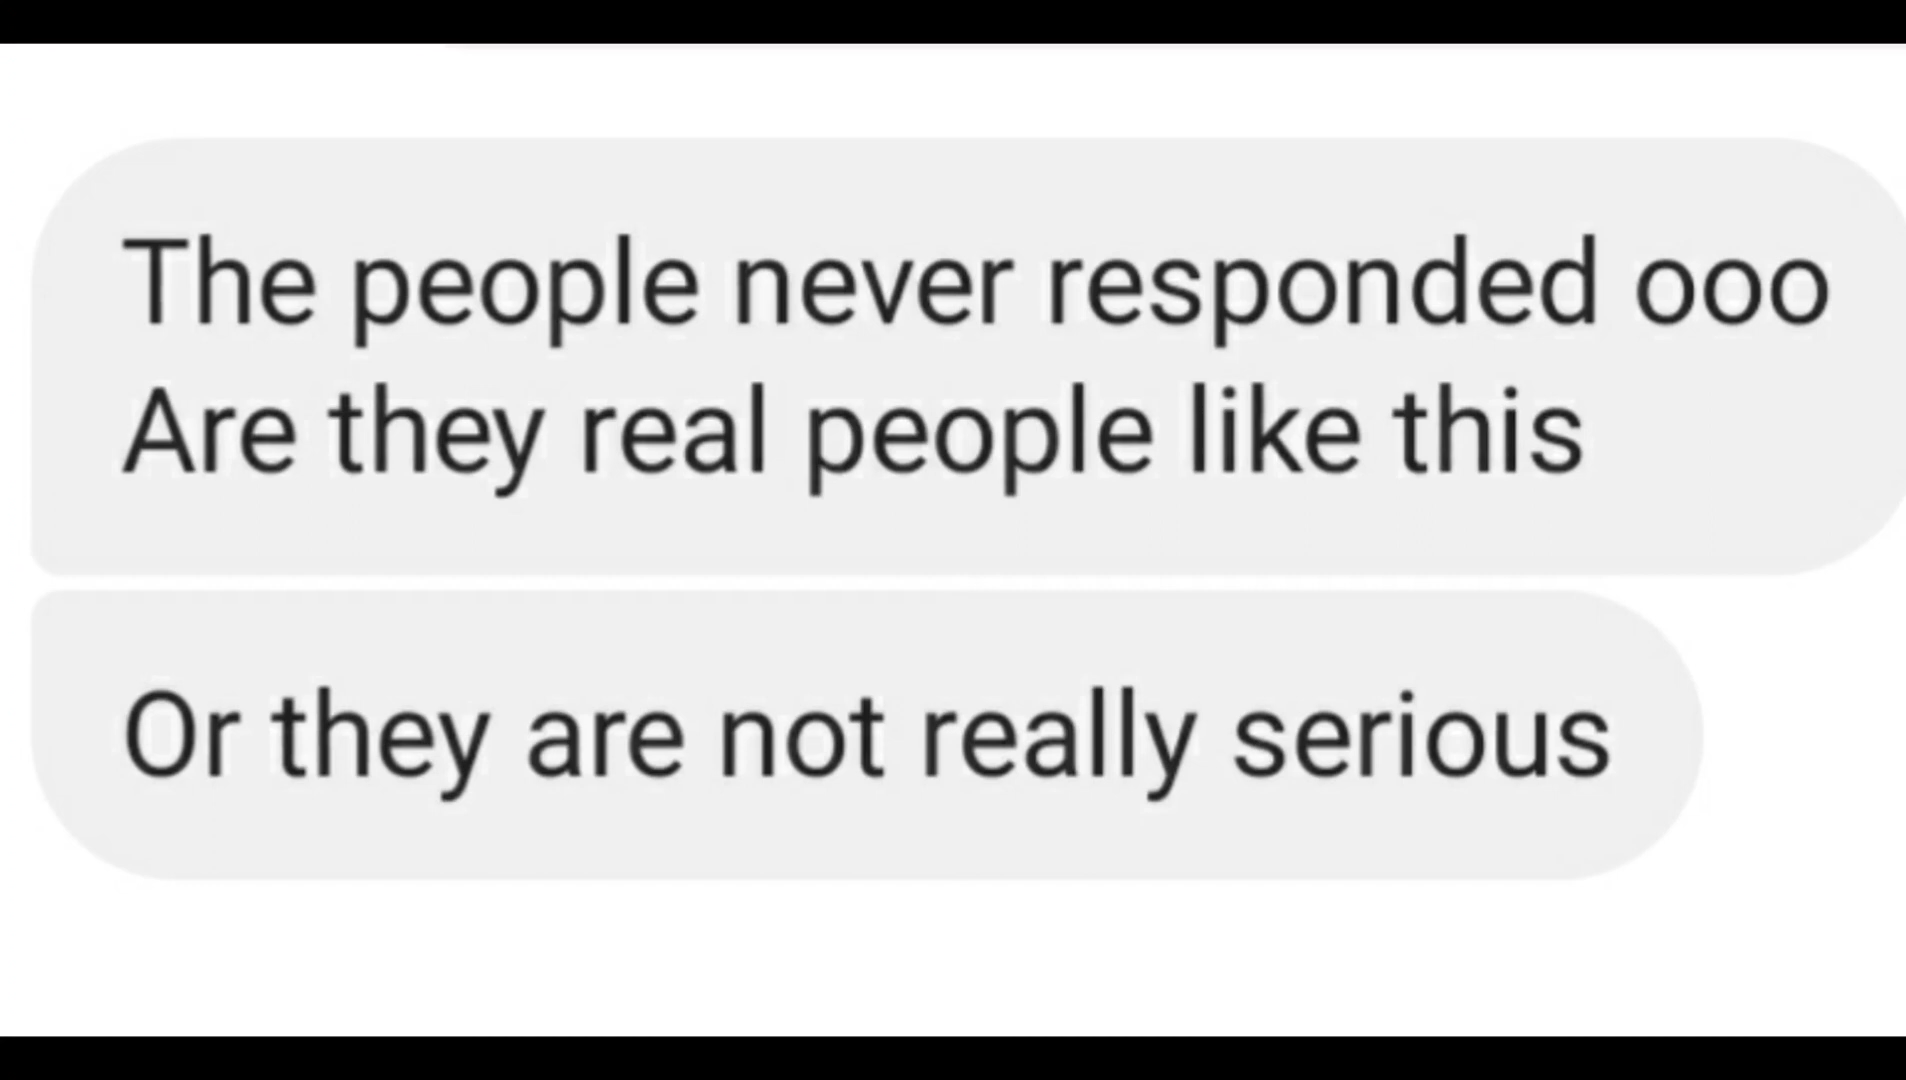 The people never responded ooo
Are they real people like this
Or they are not really serious